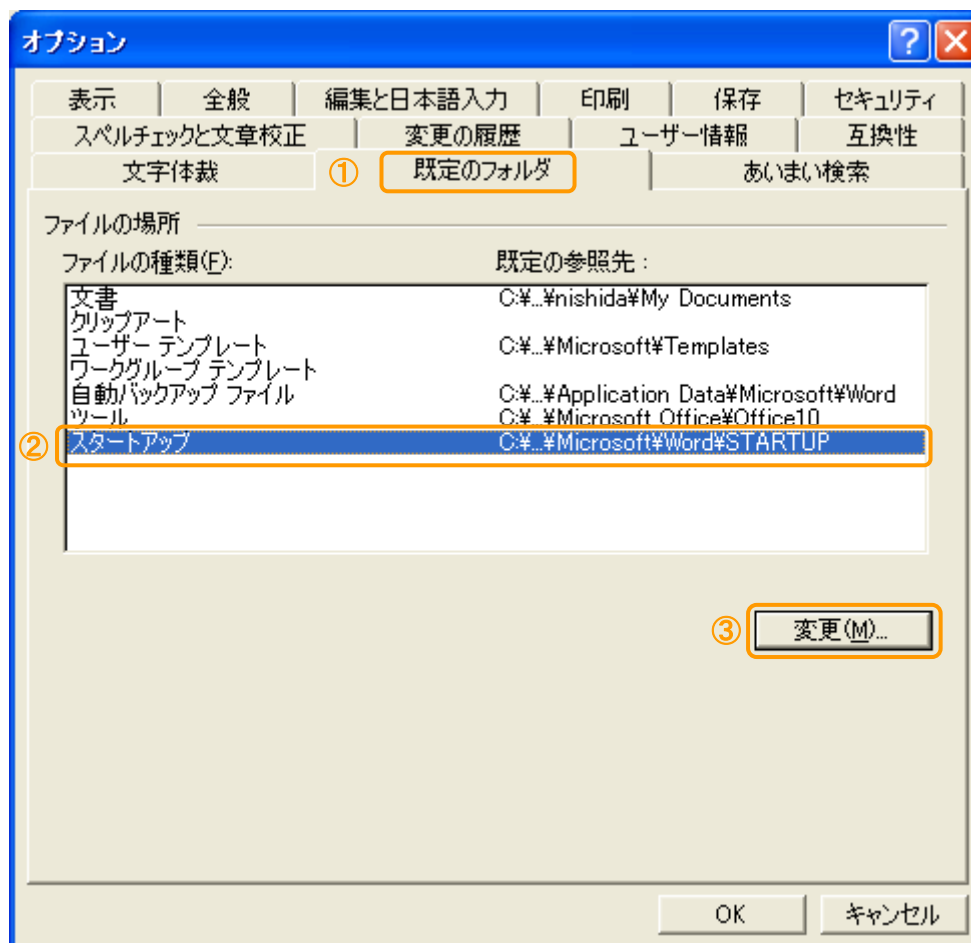 オプション
表示 全般 編集と日本語入力 印刷 保存 セキュリティ
スペルチェックと文章校正 変更の履歴 ユーザー情報 互換性
文字体裁 ① 既定のフォルダ あいまい検索
ファイルの場所
ファイルの種類(F): 既定の参照先:
文書 C:¥...¥nishida¥My Documents
クリップアート
ユーザー テンプレート C:¥...¥Microsoft¥Templates
ワークグループ テンプレート
自動バックアップ ファイル C:¥...¥Application Data¥Microsoft¥Word
ツール C:¥...¥Microsoft Office¥Office10
② スタートアップ C:¥...¥Microsoft¥Word¥STARTUP
③ 変更(M)...
OK キャンセル